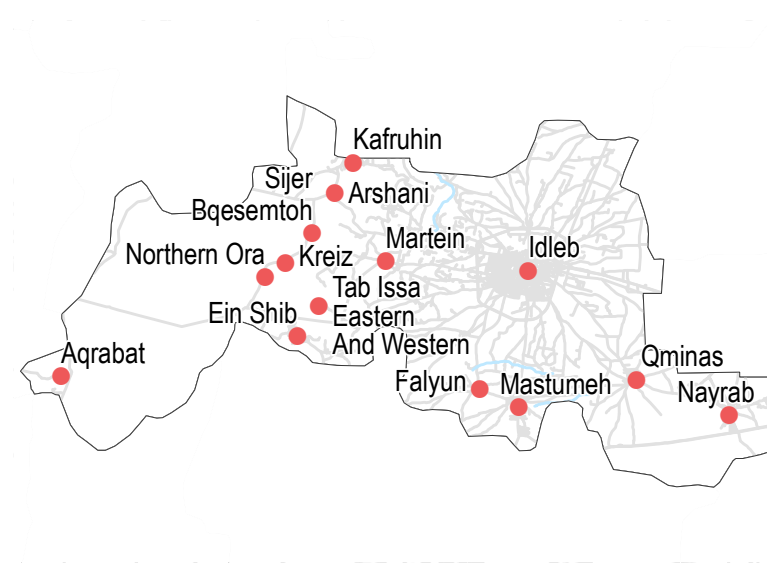 Kafruhin
Sijer
Arshani
Bqesemtoh
Martein
Idleb
Northern Ora
Kreiz
Tab Issa
Eastern
And Western
Ein Shib
Aqrabat
Qminas
Falyun
Mastumeh
Nayrab